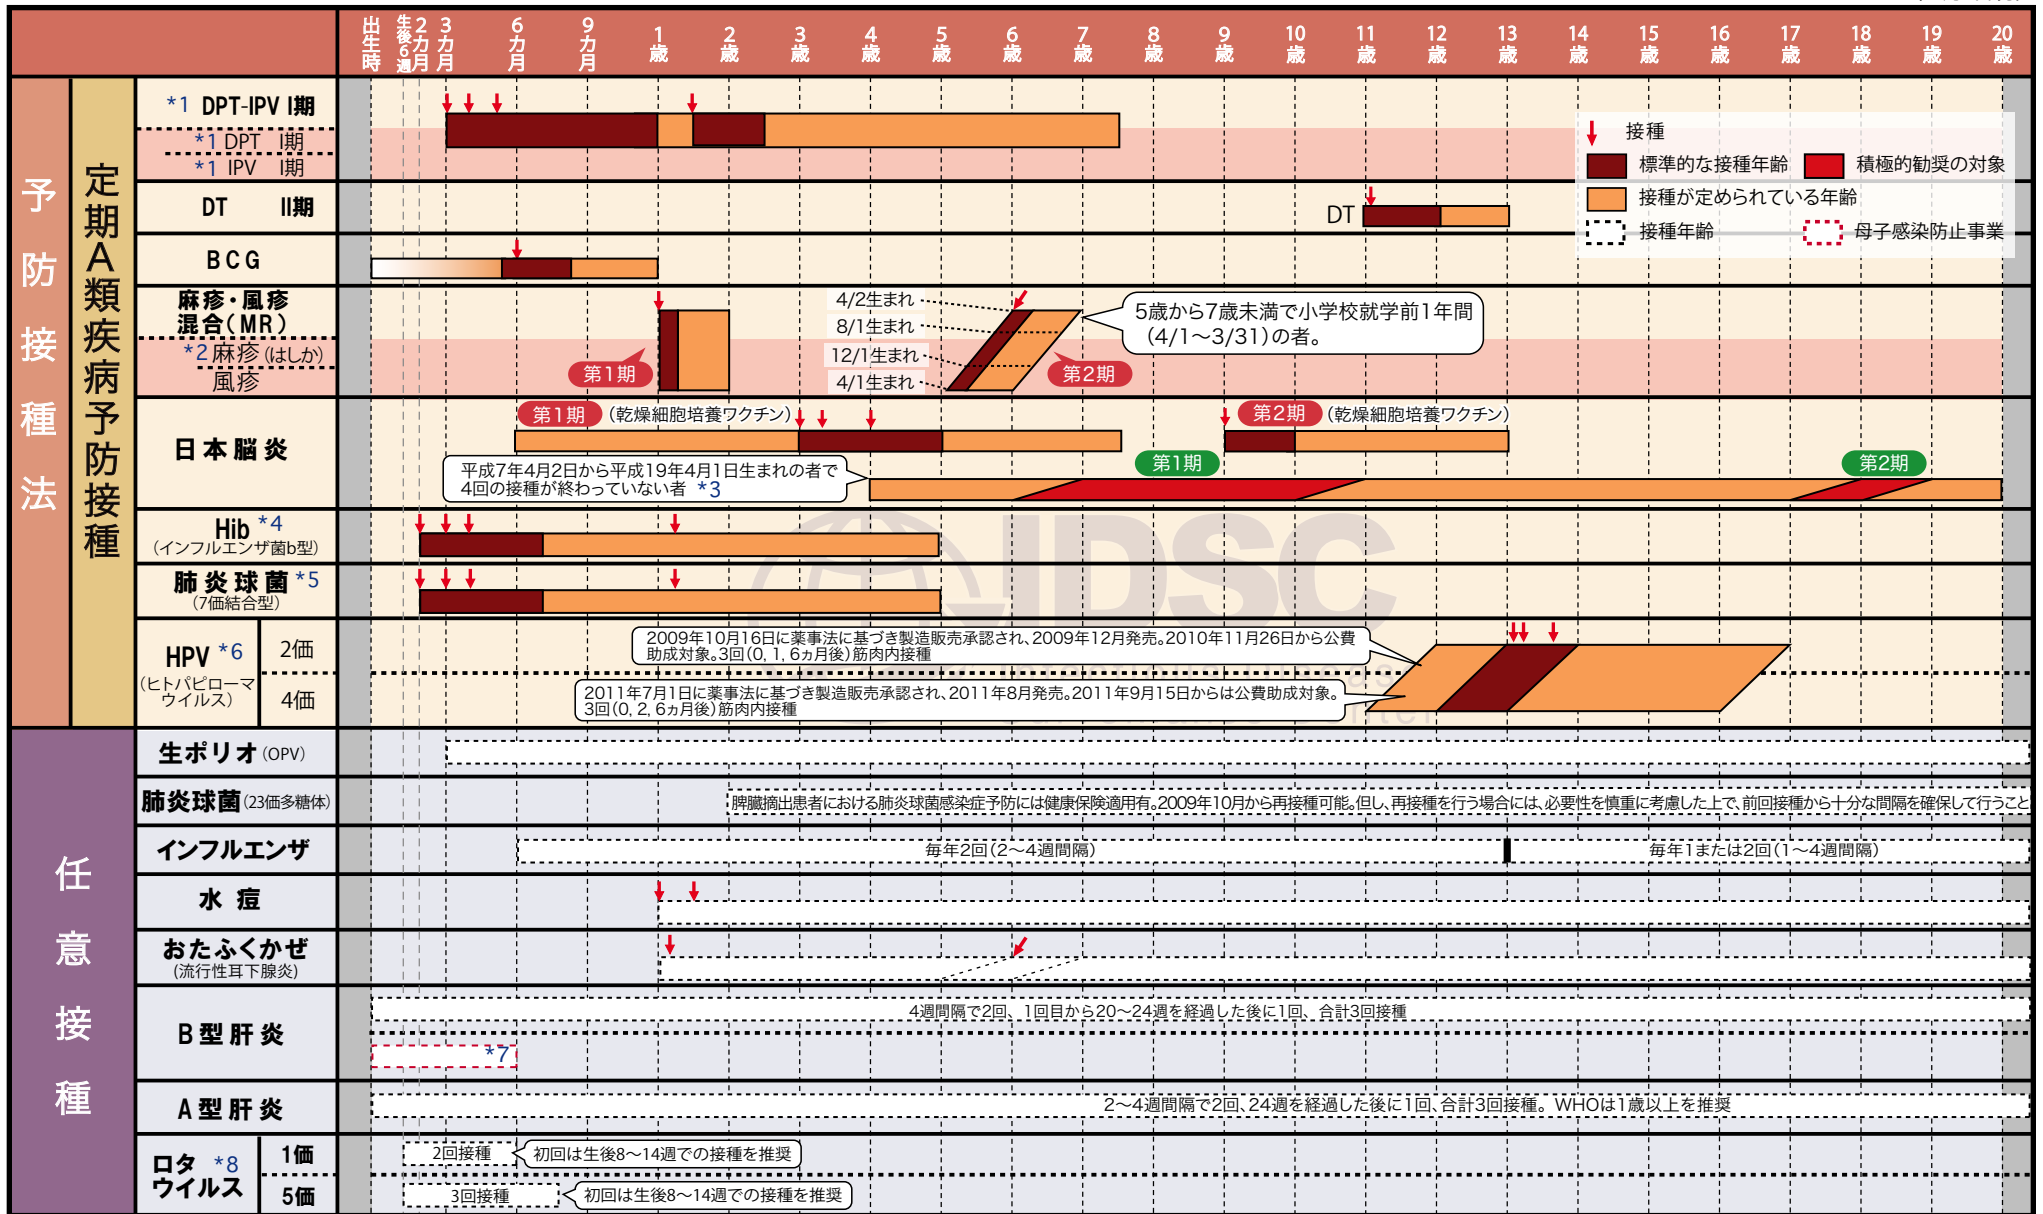 出生時
生後6週
2カ月
3カ月
6カ月
9カ月
1歳
2歳
3歳
4歳
5歳
6歳
7歳
8歳
9歳
10歳
11歳
12歳
13歳
14歳
15歳
16歳
17歳
18歳
19歳
20歳
予防接種法
定期A類疾病予防接種
*1 DPT-IPV I期
*1 DPT I期
*1 IPV I期
接種
標準的な接種年齢
積極的勧奨の対象
接種が定められている年齢
接種年齢
母子感染防止事業
DT II期
DT
BCG
麻疹・風疹
混合(MR)
*2 麻疹(はしか)
風疹
第1期
4/2生まれ
8/1生まれ
12/1生まれ
4/1生まれ
5歳から7歳未満で小学校就学前1年間
(4/1〜3/31)の者。
第2期
日本脳炎
第1期 (乾燥細胞培養ワクチン)
第2期 (乾燥細胞培養ワクチン)
平成7年4月2日から平成19年4月1日生まれの者で
4回の接種が終わっていない者 *3
第1期
第2期
Hib *4
(インフルエンザ菌b型)
肺炎球菌 *5
(7価結合型)
IDSC
HPV *6
(ヒトパピローマ
ウイルス)
2価
4価
2009年10月16日に薬事法に基づき製造販売承認され、2009年12月発売。2010年11月26日から公費
助成対象。3回(0, 1, 6ヵ月後)筋肉内接種
2011年7月1日に薬事法に基づき製造販売承認され、2011年8月発売。2011年9月15日からは公費助成対象。
3回(0, 2, 6ヵ月後)筋肉内接種
任意接種
生ポリオ(OPV)
肺炎球菌(23価多糖体)
脾臓摘出患者における肺炎球菌感染症予防には健康保険適用有。2009年10月から再接種可能。但し、再接種を行う場合には、必要性を慎重に考慮した上で、前回接種から十分な間隔を確保して行うこと
インフルエンザ
毎年2回(2〜4週間隔)
毎年1または2回(1〜4週間隔)
水痘
おたふくかぜ
(流行性耳下腺炎)
B型肝炎
4週間隔で2回、1回目から20〜24週を経過した後に1回、合計3回接種
*7
A型肝炎
2〜4週間隔で2回、24週を経過した後に1回、合計3回接種。WHOは1歳以上を推奨
ロタ *8
ウイルス
1価
2回接種
初回は生後8〜14週での接種を推奨
5価
3回接種
初回は生後8〜14週での接種を推奨